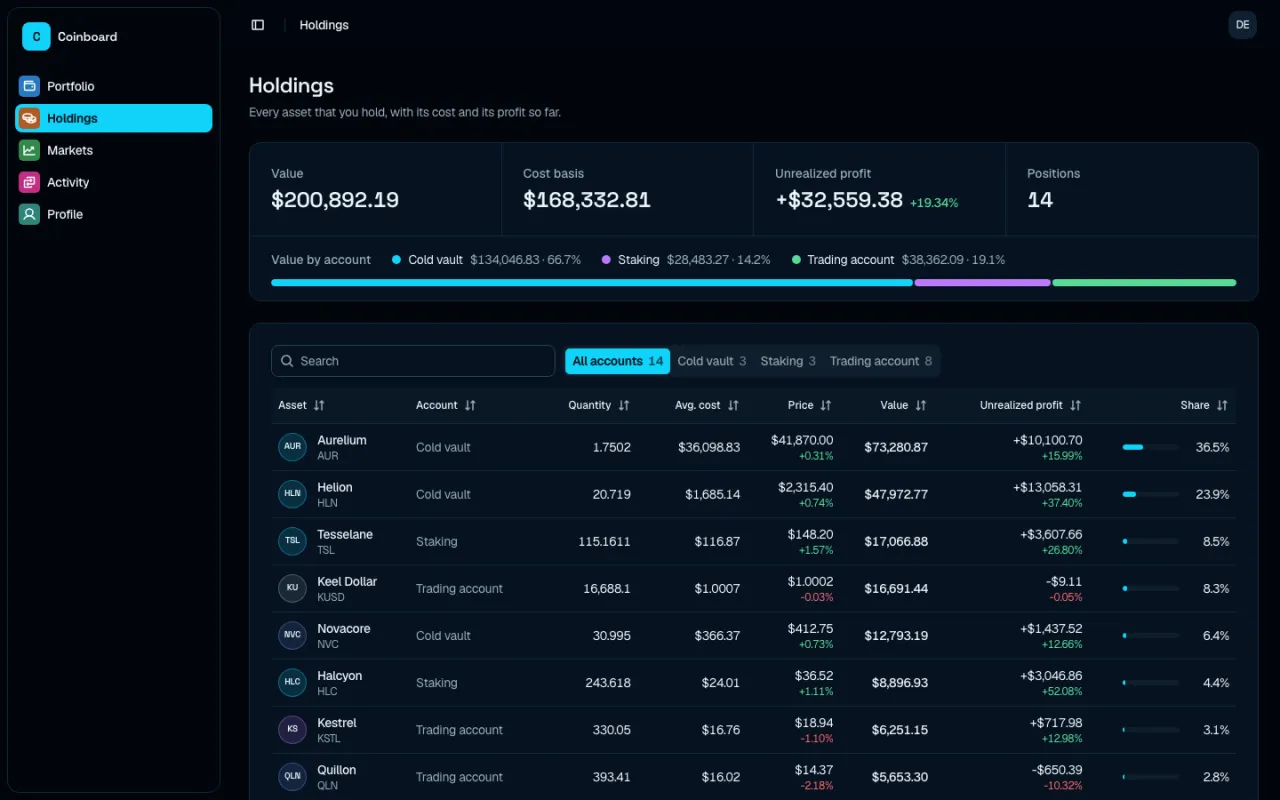 C Coinboard
Portfolio
Holdings
Markets
Activity
Profile
Holdings
DE
Holdings
Every asset that you hold, with its cost and its profit so far.
Value
$200,892.19
Cost basis
$168,332.81
Unrealized profit
+$32,559.38 +19.34%
Positions
14
Value by account Cold vault $134,046.83 · 66.7% Staking $28,483.27 · 14.2% Trading account $38,362.09 · 19.1%
Search
All accounts 14 Cold vault 3 Staking 3 Trading account 8
Asset Account Quantity Avg. cost Price Value Unrealized profit Share
AUR Aurelium AUR Cold vault 1.7502 $36,098.83 $41,870.00 +0.31% $73,280.87 +$10,100.70 +15.99% 36.5%
HLN Helion HLN Cold vault 20.719 $1,685.14 $2,315.40 +0.74% $47,972.77 +$13,058.31 +37.40% 23.9%
TSL Tesselane TSL Staking 115.1611 $116.87 $148.20 +1.57% $17,066.88 +$3,607.66 +26.80% 8.5%
KU Keel Dollar KUSD Trading account 16,688.1 $1.0007 $1.0002 -0.03% $16,691.44 -$9.11 -0.05% 8.3%
NVC Novacore NVC Cold vault 30.995 $366.37 $412.75 +0.73% $12,793.19 +$1,437.52 +12.66% 6.4%
HLC Halcyon HLC Staking 243.618 $24.01 $36.52 +1.11% $8,896.93 +$3,046.86 +52.08% 4.4%
KS Kestrel KSTL Trading account 330.05 $16.76 $18.94 -1.10% $6,251.15 +$717.98 +12.98% 3.1%
QLN Quillon QLN Trading account 393.41 $16.02 $14.37 -2.18% $5,653.30 -$650.39 -10.32% 2.8%